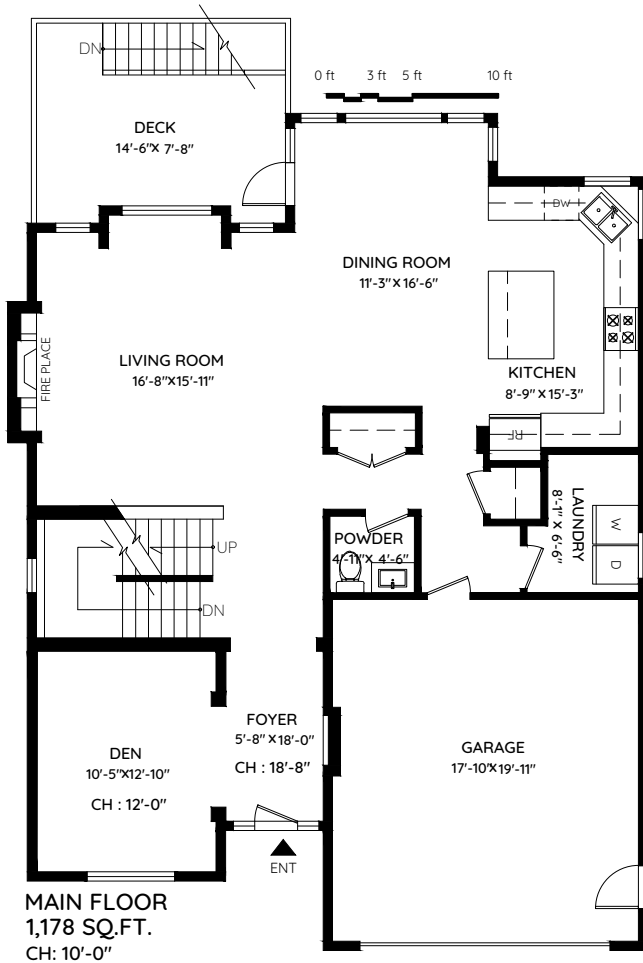 DN
0 ft 3 ft 5 ft 10 ft
DECK
14'-6"X 7'-8"
DW
DINING ROOM
11'-3"X 16'-6"
LIVING ROOM
16'-8"X15'-11"
FIRE PLACE
KITCHEN
8'-9" X 15'-3"
RF
LAUNDRY
8'-1" X 6'-6"
W
D
POWDER
4'-11"X 4'-6"
UP
DN
FOYER
5'-8" X 18'-0"
CH : 18'-8"
DEN
10'-5"X12'-10"
CH : 12'-0"
GARAGE
17'-10"X19'-11"
ENT
MAIN FLOOR
1,178 SQ.FT.
CH: 10'-0"